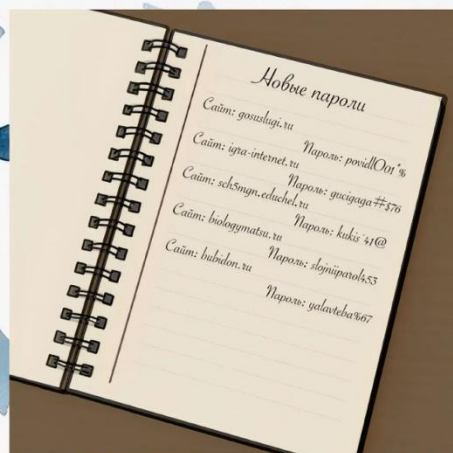 Новые пароли
Сайт: gosuslugi.ru
Пароль: povidlO01*%
Сайт: igra-internet.ru
Пароль: gucigaga#$76
Сайт: sch5mgn.educhel.ru
Пароль: kukis'41@
Сайт: biologymatsu.ru
Пароль: slojniiparol453
Сайт: bubidon.ru
Пароль: yalavteba%67